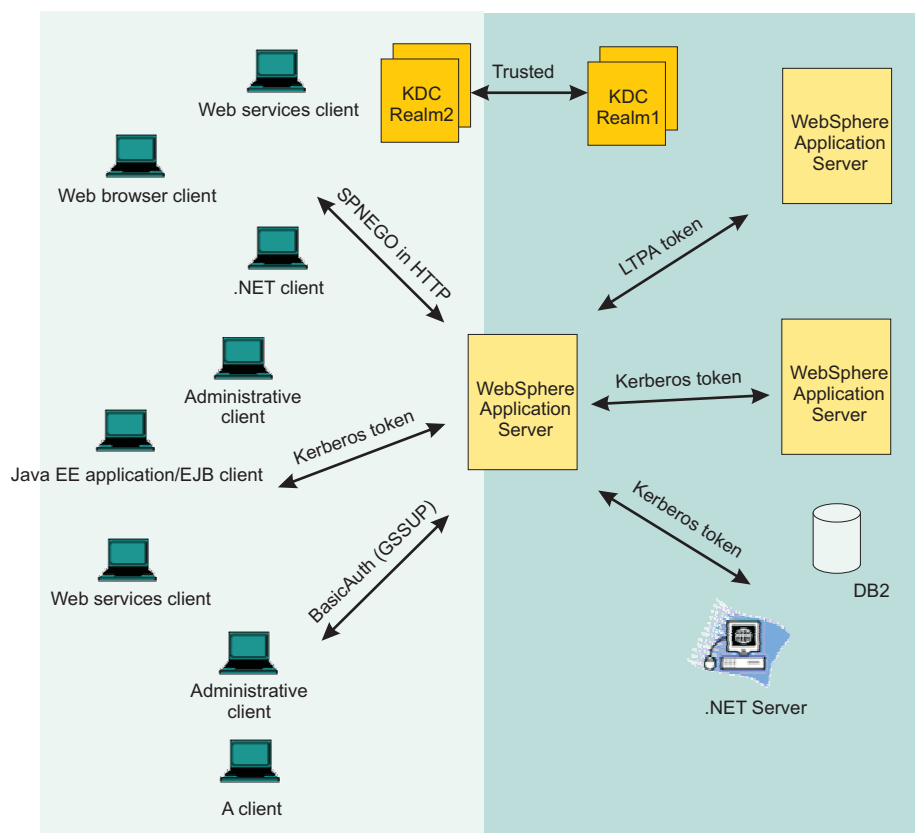 Web services client
KDC
Realm2
Trusted
KDC
Realm1
WebSphere
Application
Server
Web browser client
SPNEGO in HTTP
LTPA token
.NET client
Administrative
client
WebSphere
Application
Server
Kerberos token
WebSphere
Application
Server
Kerberos token
Java EE application/EJB client
Kerberos token
BasicAuth (GSSUP)
Web services client
DB2
Administrative
client
.NET Server
A client